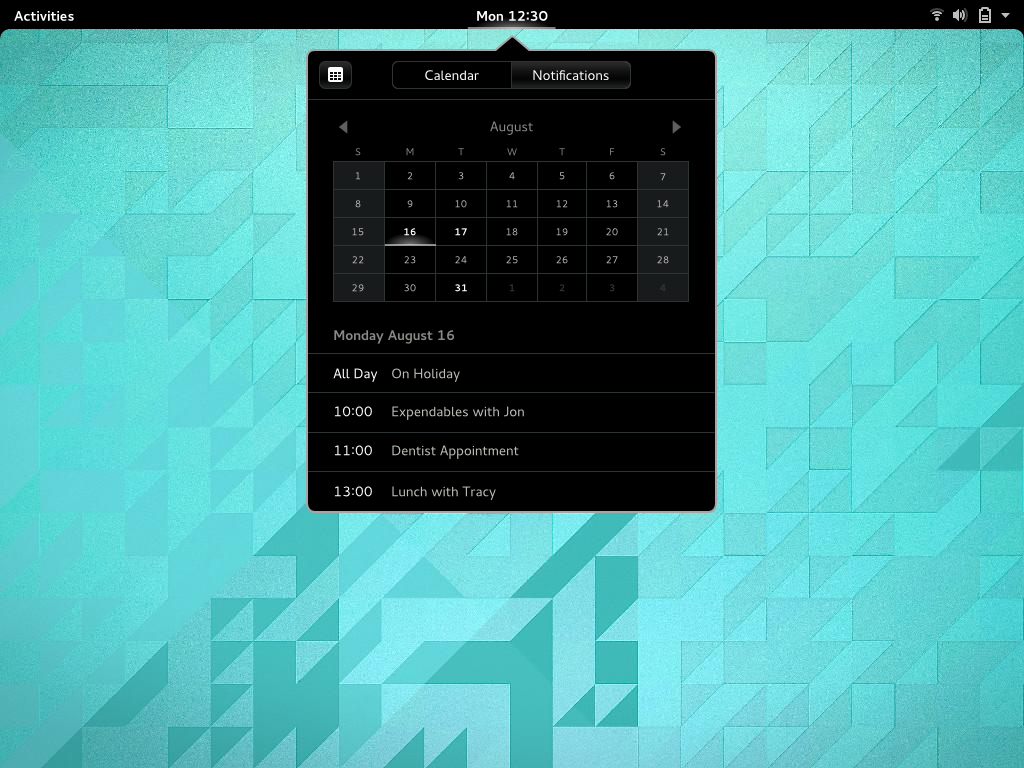 Activities Mon 12:30
Calendar Notifications
August
S M T W T F S
1 2 3 4 5 6 7
8 9 10 11 12 13 14
15 16 17 18 19 20 21
22 23 24 25 26 27 28
29 30 31 1 2 3 4
Monday August 16
All Day On Holiday
10:00 Expendables with Jon
11:00 Dentist Appointment
13:00 Lunch with Tracy